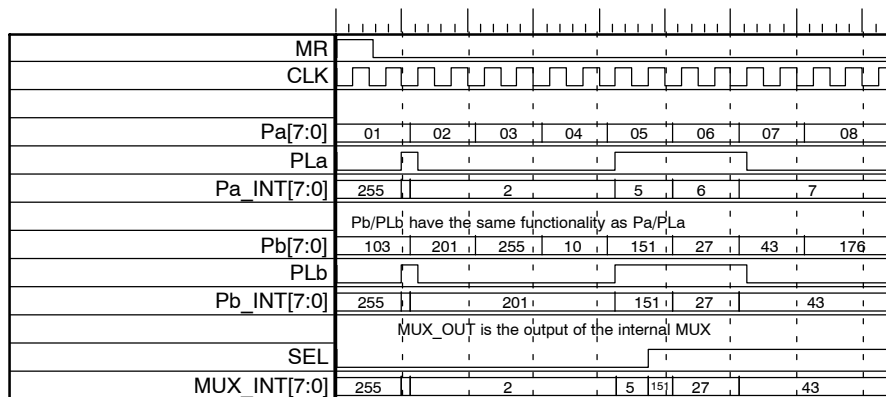 MR
CLK
Pa[7:0] 01 02 03 04 05 06 07 08
PLa
Pa_INT[7:0] 255 2 5 6 7
Pb/PLb have the same functionality as Pa/PLa
Pb[7:0] 103 201 255 10 151 27 43 176
PLb
Pb_INT[7:0] 255 201 151 27 43
MUX_OUT is the output of the internal MUX
SEL
MUX_INT[7:0] 255 2 5 151 27 43